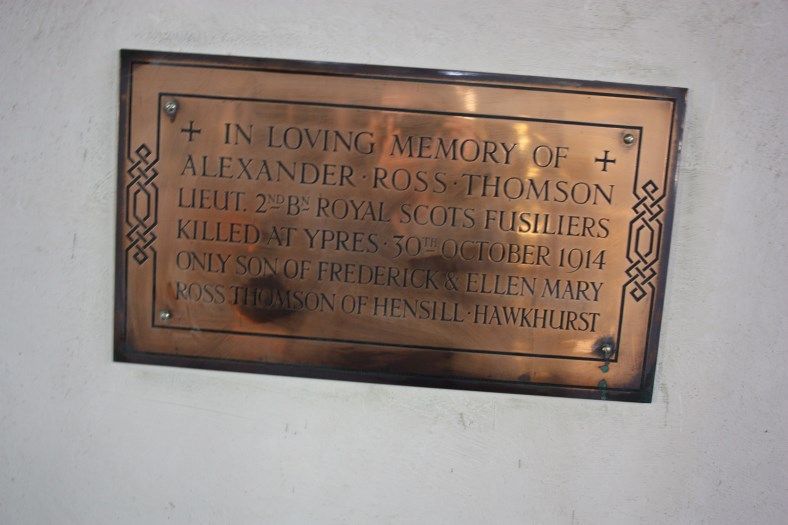 + IN LOVING MEMORY OF +
ALEXANDER · ROSS · THOMSON
LIEUT. 2ND BN ROYAL SCOTS FUSILIERS
KILLED AT YPRES · 30TH OCTOBER 1914
ONLY SON OF FREDERICK & ELLEN MARY
ROSS THOMSON OF HENSILL · HAWKHURST